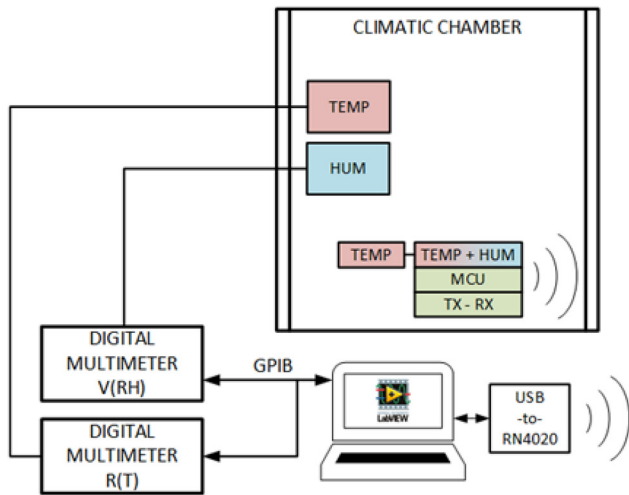 CLIMATIC CHAMBER
TEMP
HUM
TEMP
TEMP + HUM
MCU
TX - RX
DIGITAL
MULTIMETER
V(RH)
GPIB
DIGITAL
MULTIMETER
R(T)
LabVIEW
USB
-to-
RN4020